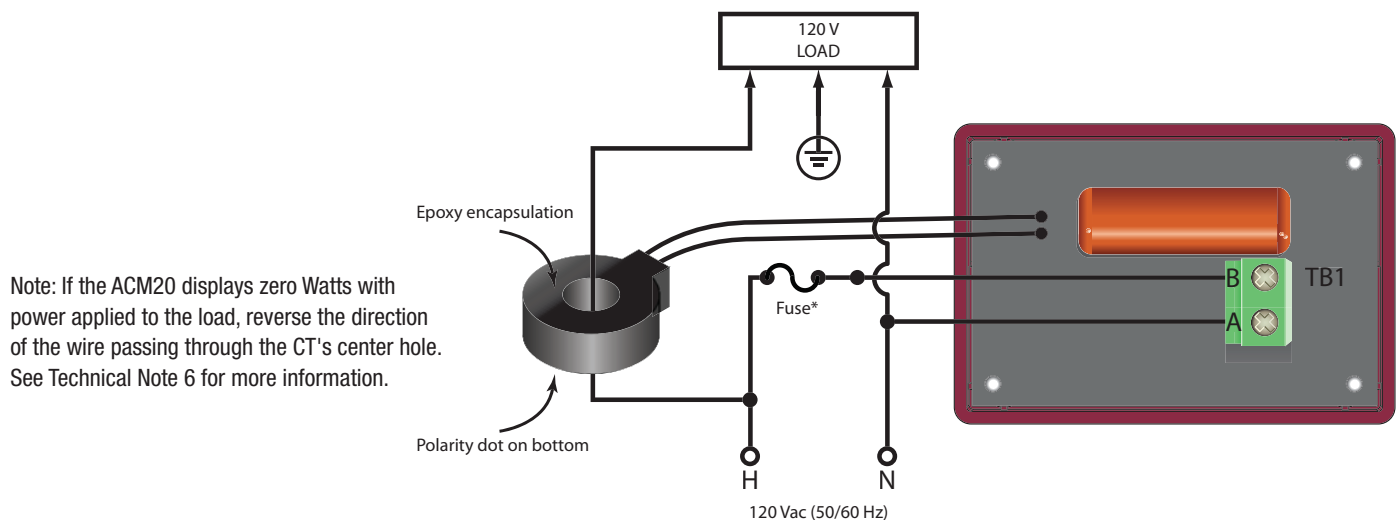 120 V
LOAD
Epoxy encapsulation
Note: If the ACM20 displays zero Watts with
power applied to the load, reverse the direction
of the wire passing through the CT's center hole.
See Technical Note 6 for more information.
Fuse*
B
TB1
A
Polarity dot on bottom
H
N
120 Vac (50/60 Hz)